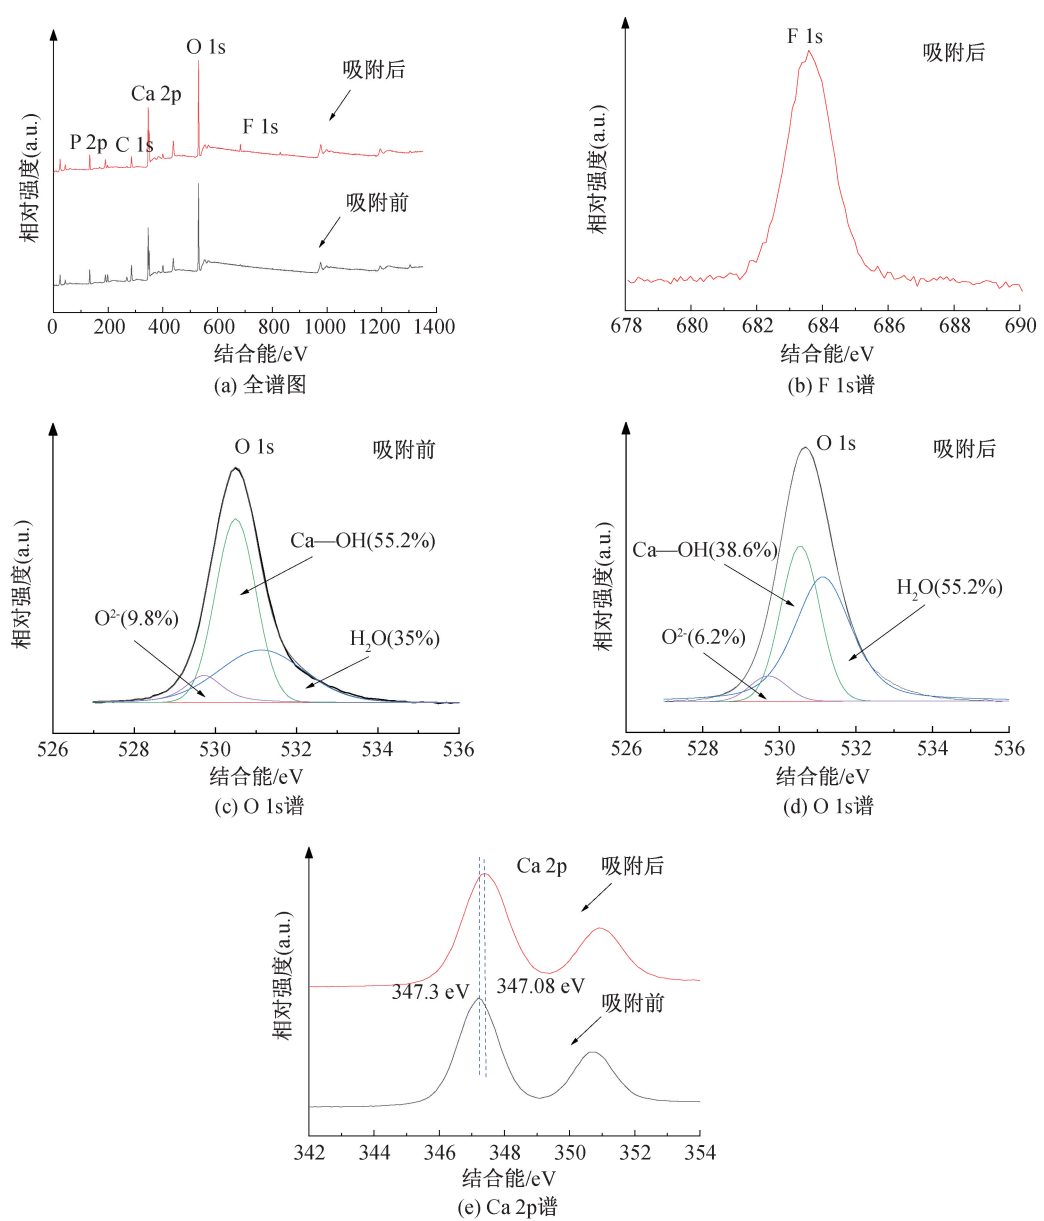 O 1s
吸附后
Ca 2p
F 1s
P 2p
C 1s
吸附前
相对强度(a.u.)
0 200 400 600 800 1000 1200 1400
结合能/eV
(a) 全谱图
F 1s
吸附后
相对强度(a.u.)
678 680 682 684 686 688 690
结合能/eV
(b) F 1s谱
O 1s
吸附前
Ca—OH(55.2%)
O2-(9.8%)
H2O(35%)
相对强度(a.u.)
526 528 530 532 534 536
结合能/eV
(c) O 1s谱
O 1s
吸附后
Ca—OH(38.6%)
H2O(55.2%)
O2-(6.2%)
相对强度(a.u.)
526 528 530 532 534 536
结合能/eV
(d) O 1s谱
Ca 2p
吸附后
347.3 eV
347.08 eV
吸附前
相对强度(a.u.)
342 344 346 348 350 352 354
结合能/eV
(e) Ca 2p谱